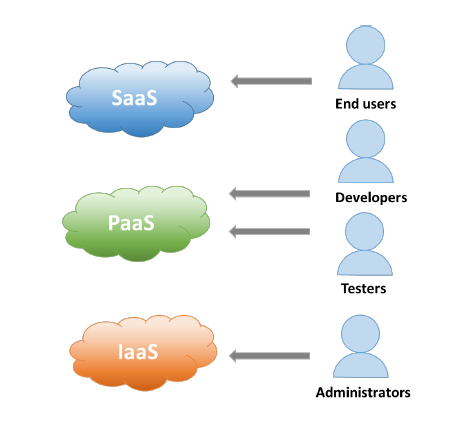 SaaS
End users
Developers
PaaS
Testers
IaaS
Administrators